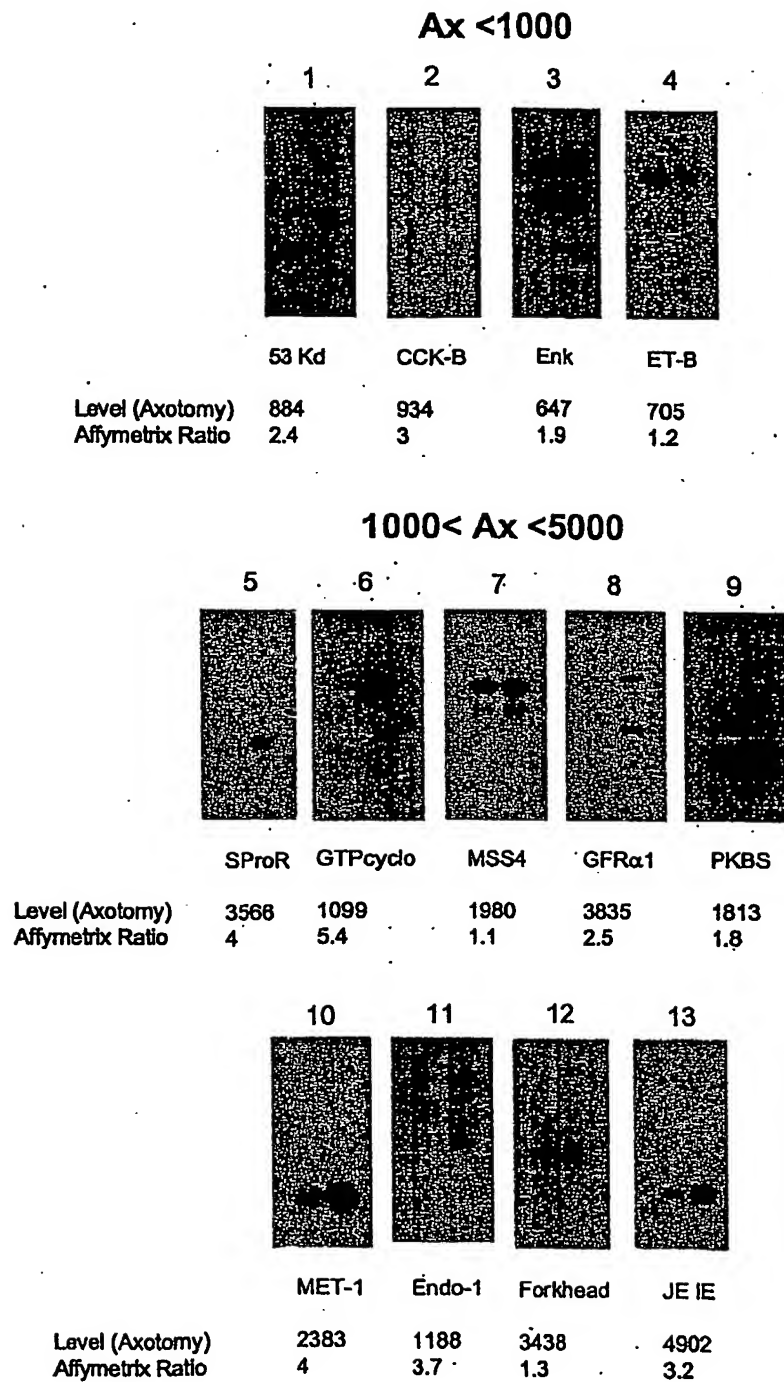 Ax <1000
1 2 3 4
53 Kd CCK-B Enk ET-B
Level (Axotomy) 884 934 647 705
Affymetrix Ratio 2.4 3 1.9 1.2
1000< Ax <5000
5 6 7 8 9
SProR GTPcyclo MSS4 GFRα1 PKBS
Level (Axotomy) 3568 1099 1980 3835 1813
Affymetrix Ratio 4 5.4 1.1 2.5 1.8
10 11 12 13
MET-1 Endo-1 Forkhead JE IE
Level (Axotomy) 2383 1188 3438 4902
Affymetrix Ratio 4 3.7 1.3 3.2